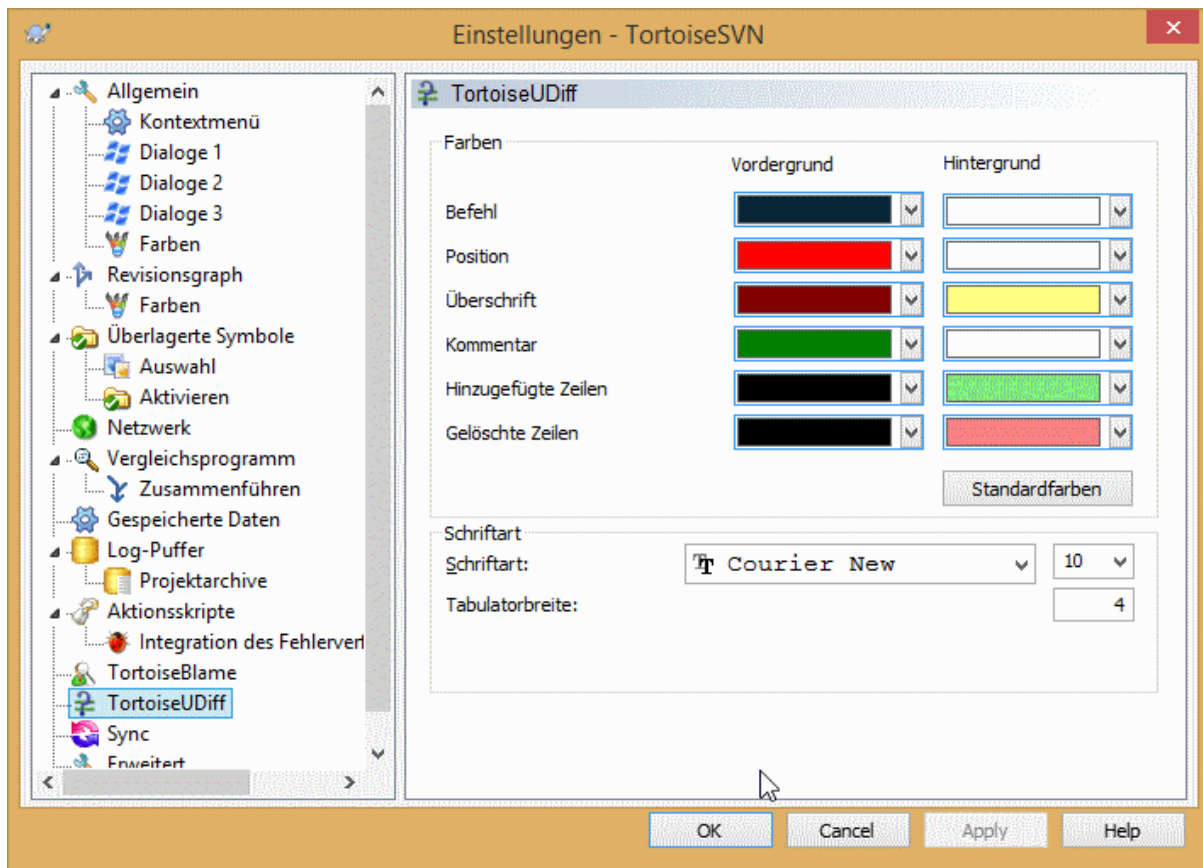 Einstellungen - TortoiseSVN
Allgemein
Kontextmenü
Dialoge 1
Dialoge 2
Dialoge 3
Farben
Revisionsgraph
Farben
Überlagerte Symbole
Auswahl
Aktivieren
Netzwerk
Vergleichsprogramm
Zusammenführen
Gespeicherte Daten
Log-Puffer
Projektarchive
Aktionsskripte
Integration des Fehlervert
TortoiseBlame
TortoiseUDiff
Sync
Erweitert
TortoiseUDiff
Farben
Vordergrund Hintergrund
Befehl
Position
Überschrift
Kommentar
Hinzugefügte Zeilen
Gelöschte Zeilen
Standardfarben
Schriftart
Schriftart: Courier New 10
Tabulatorbreite: 4
OK Cancel Apply Help